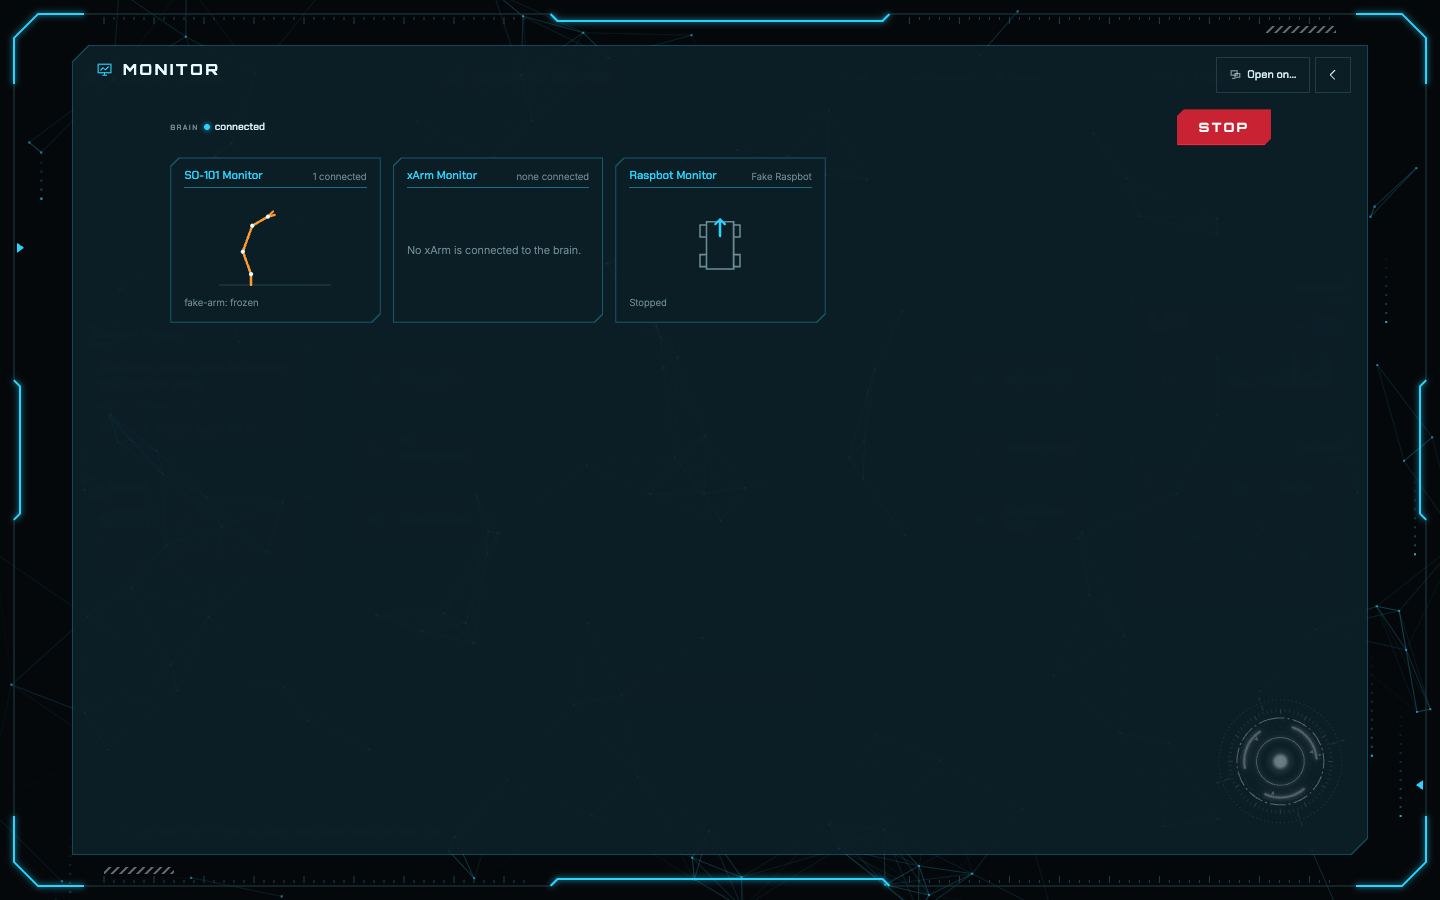 MONITOR
Open on...
BRAIN connected
STOP
SO-101 Monitor
1 connected
xArm Monitor
none connected
Raspbot Monitor
Fake Raspbot
No xArm is connected to the brain.
fake-arm: frozen
Stopped